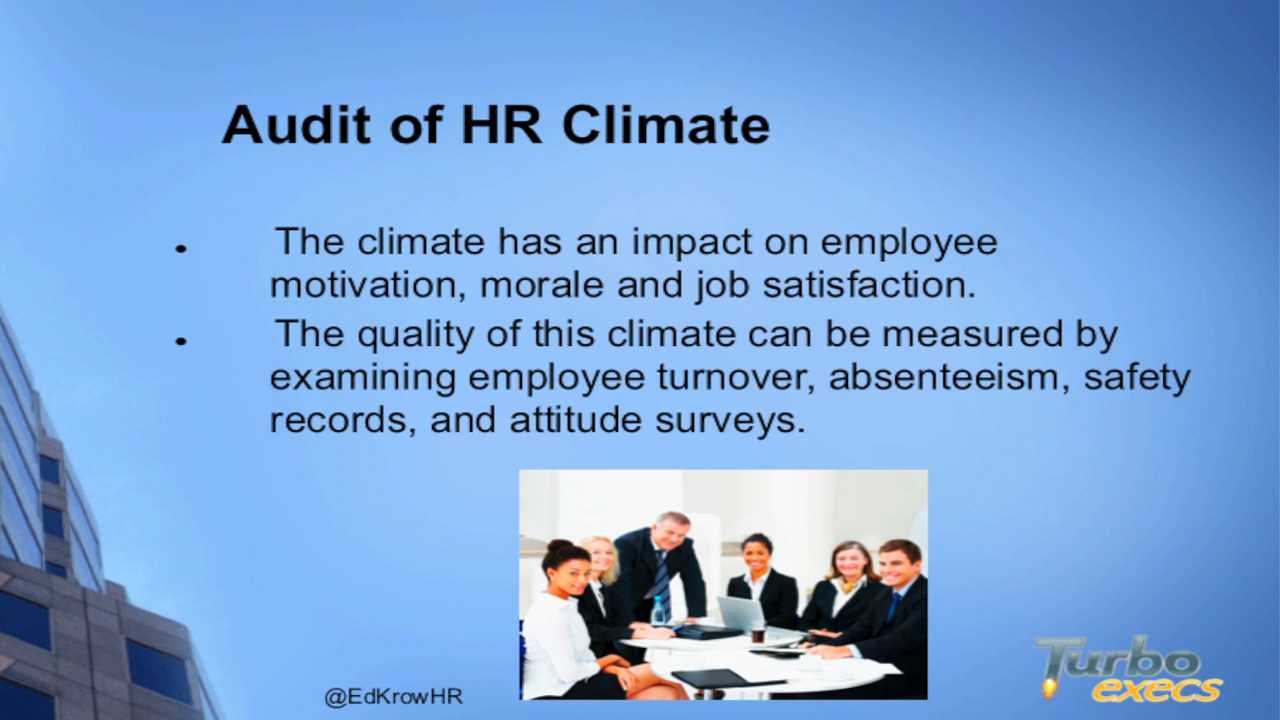 Audit of HR Climate
• The climate has an impact on employee
motivation, morale and job satisfaction.
• The quality of this climate can be measured by
examining employee turnover, absenteeism, safety
records, and attitude surveys.
@EdKrowHR
Turbo
execs